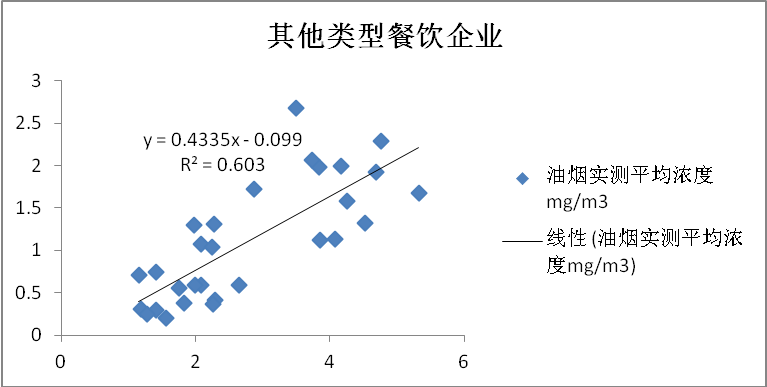 其他类型餐饮企业
3
2.5
2
1.5
1
0.5
0
y = 0.4335x - 0.099
R² = 0.603
0
2
4
6
油烟实测平均浓度
mg/m3
线性 (油烟实测平均浓
度mg/m3)